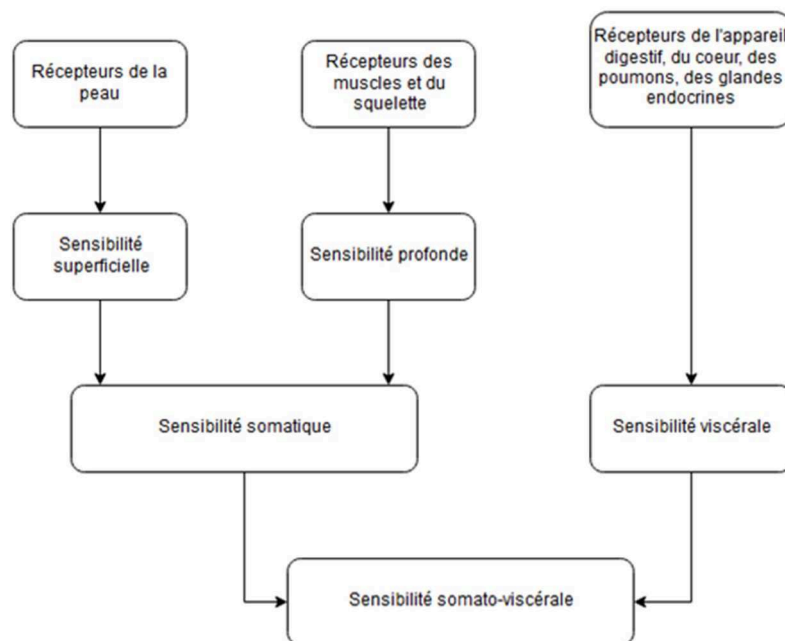 Récepteurs de la
peau
Récepteurs des
muscles et du
squelette
Récepteurs de l'appareil
digestif, du coeur, des
poumons, des glandes
endocrines
Sensibilité
superficielle
Sensibilité profonde
Sensibilité somatique
Sensibilité viscérale
Sensibilité somato-viscérale